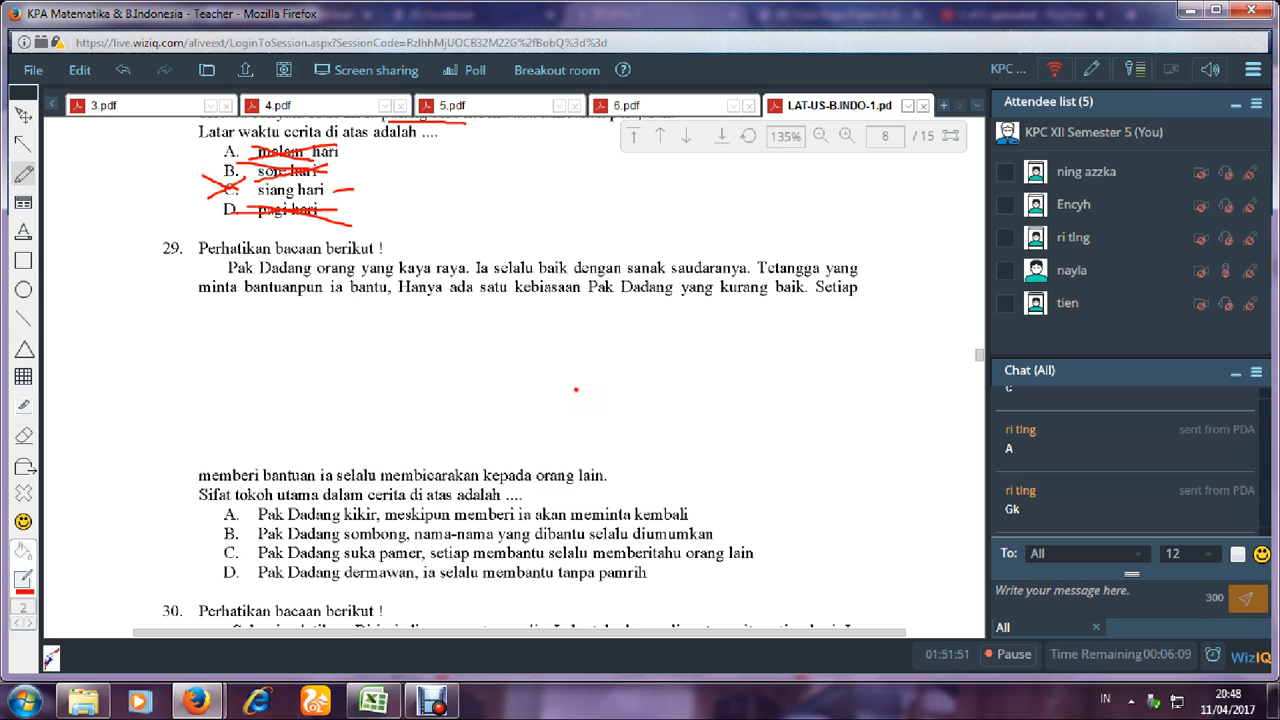 KPA Matematika & B.Indonesia - Teacher - Mozilla Firefox
https://live.wiziq.com/aliveext/LoginToSession.aspx?SessionCode=RzIhhMjUOCB32M22G%2fBobQ%3d%3d
File Edit Screen sharing Poll Breakout room KPC ...
3.pdf 4.pdf 5.pdf 6.pdf LAT-US-B.INDO-1.pd
135% 8 / 15
Latar waktu cerita di atas adalah ....
A. malam hari
B. sore hari
C. siang hari
D. pagi hari
29. Perhatikan bacaan berikut !
Pak Dadang orang yang kaya raya. Ia selalu baik dengan sanak saudaranya. Tetangga yang
minta bantuanpun ia bantu, Hanya ada satu kebiasaan Pak Dadang yang kurang baik. Setiap
memberi bantuan ia selalu membicarakan kepada orang lain.
Sifat tokoh utama dalam cerita di atas adalah ....
A. Pak Dadang kikir, meskipun memberi ia akan meminta kembali
B. Pak Dadang sombong, nama-nama yang dibantu selalu diumumkan
C. Pak Dadang suka pamer, setiap membantu selalu memberitahu orang lain
D. Pak Dadang dermawan, ia selalu membantu tanpa pamrih
30. Perhatikan bacaan berikut !
2
Attendee list (5)
KPC XII Semester 5 (You)
ning azzka
Encyh
ri tIng
nayla
tien
Chat (All)
ri tIng sent from PDA
A
ri tIng sent from PDA
Gk
To: All 12
Write your message here.
300
All
01:51:51 Pause Time Remaining 00:06:09 WizIQ
IN
20:48
11/04/2017